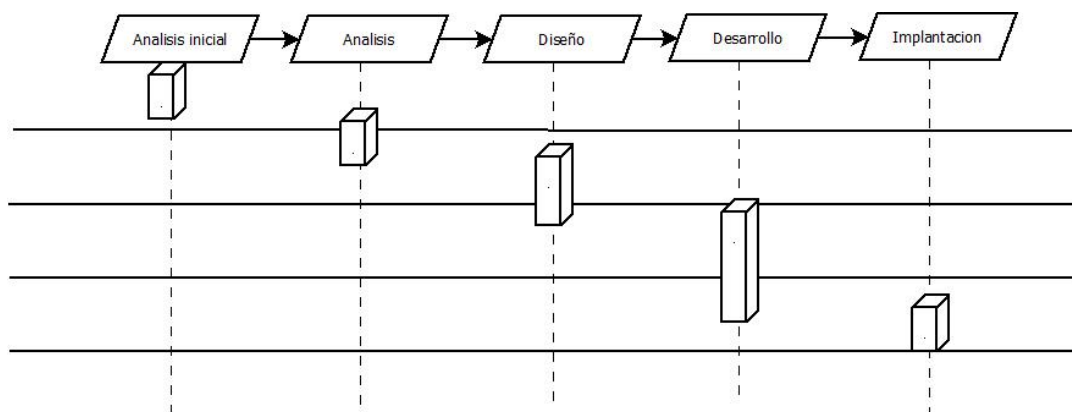 Analisis inicial
Analisis
Diseño
Desarrollo
Implantacion